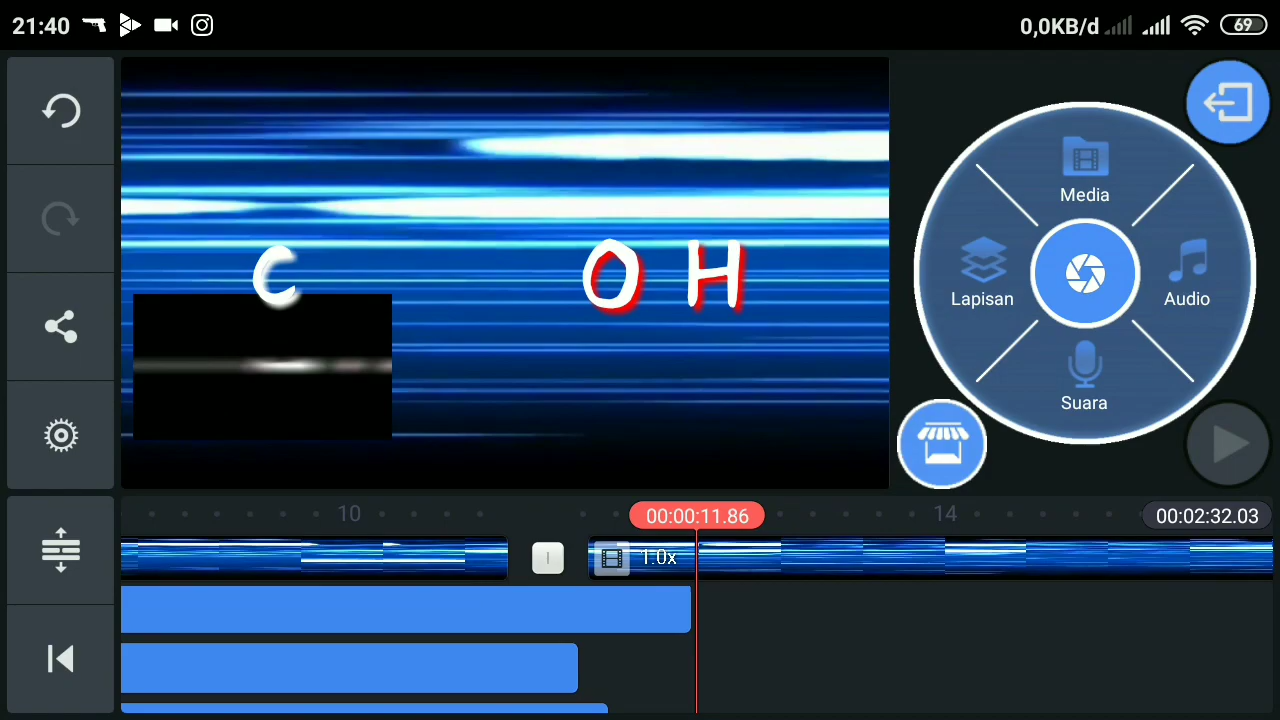 21:40
0,0KB/d
69
Media
Lapisan
Audio
Suara
C O H
10
00:00:11.86
14
00:02:32.03
1.0x